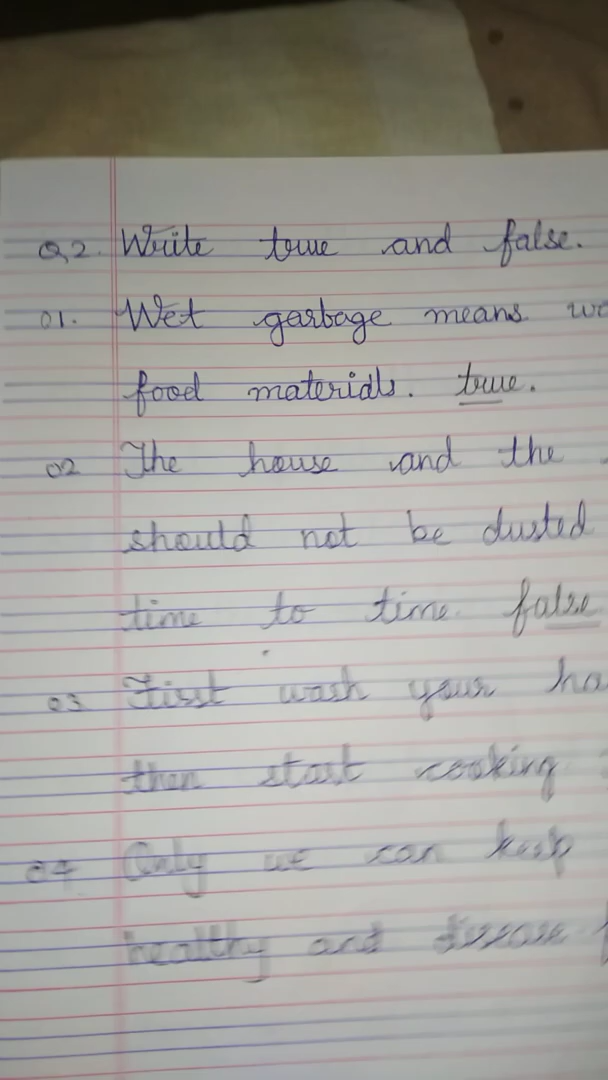 Q.2. Write true and false.
01. Wet garbage means
food materials. true.
02 The house and the
should not be dusted
time to time. false
03 First wash your
then start cooking
04 Only we can keep
healthy and disease